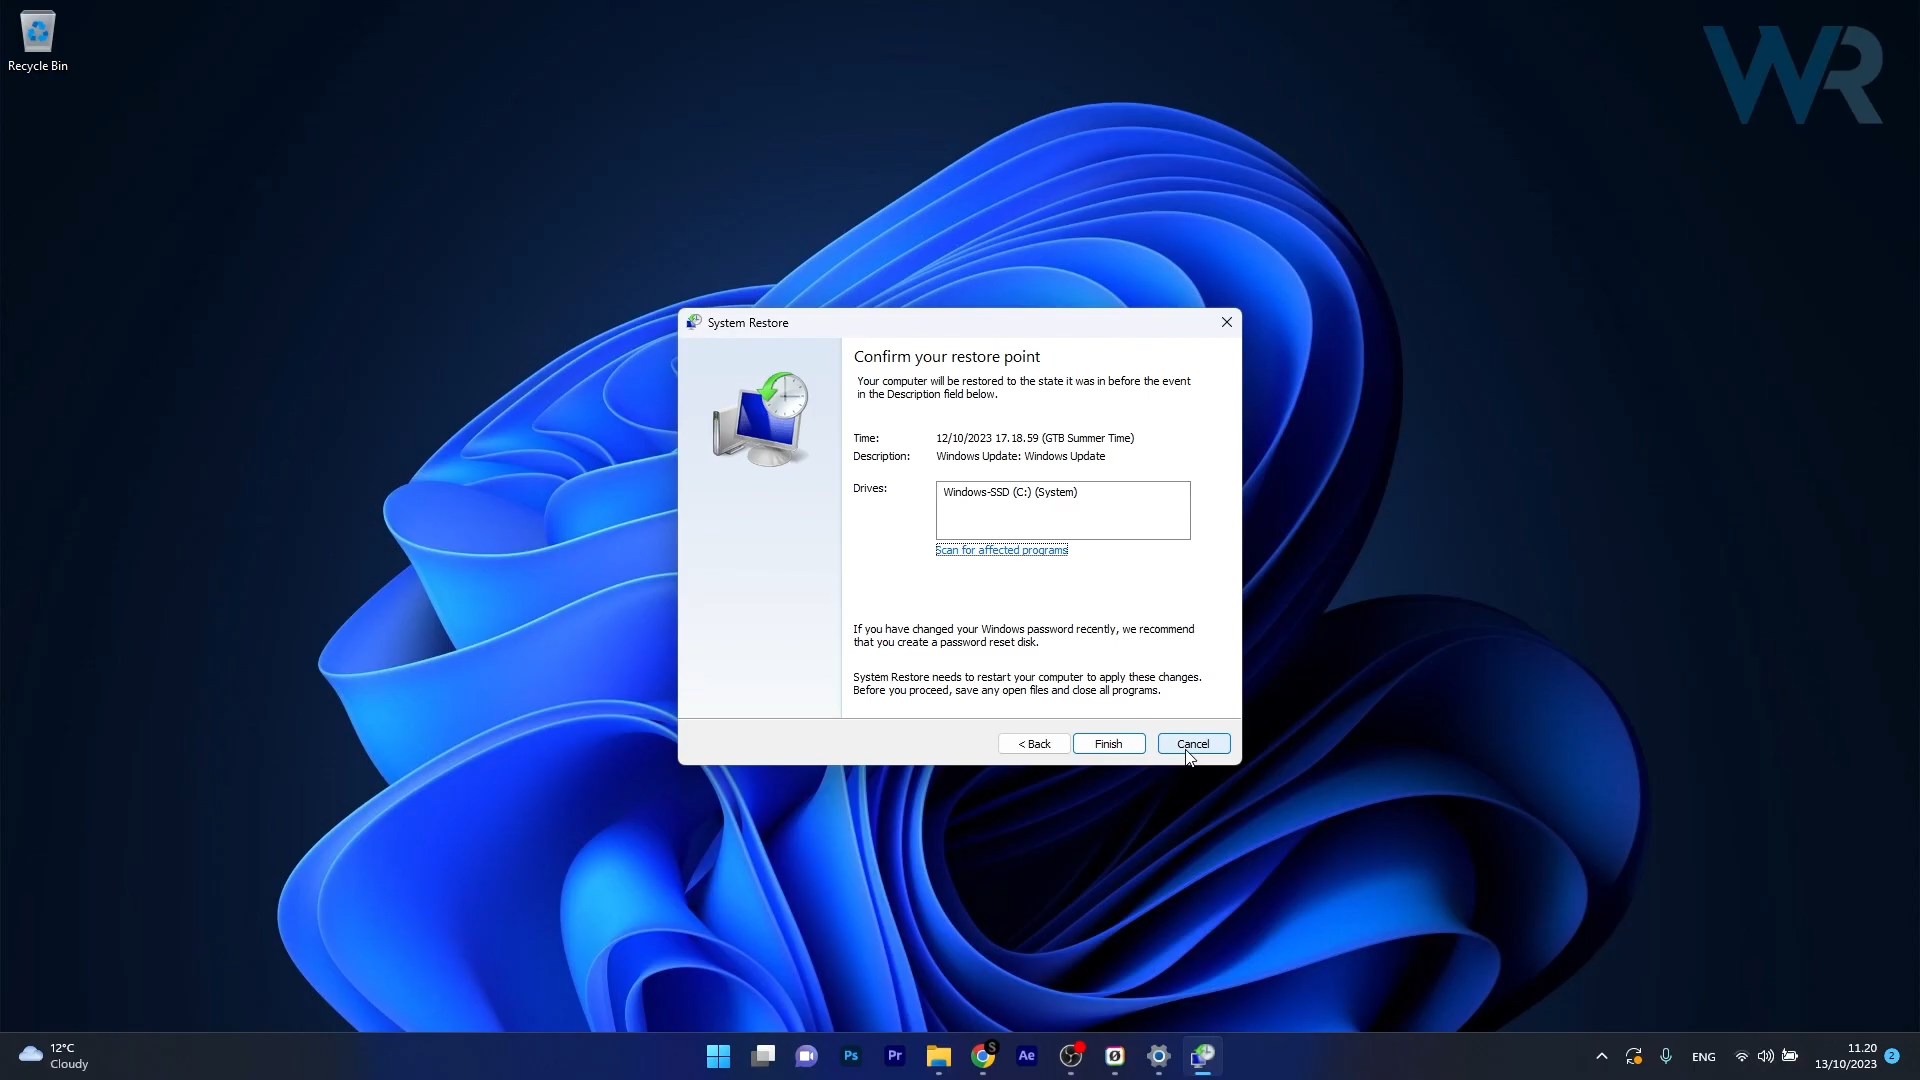 Recycle Bin
WR
System Restore
Confirm your restore point
Your computer will be restored to the state it was in before the event
in the Description field below.
Time: 12/10/2023 17.18.59 (GTB Summer Time)
Description: Windows Update: Windows Update
Drives: Windows-SSD (C:) (System)
Scan for affected programs
If you have changed your Windows password recently, we recommend
that you create a password reset disk.
System Restore needs to restart your computer to apply these changes.
Before you proceed, save any open files and close all programs.
< Back Finish Cancel
12°C
Cloudy
Ps Pr S Ae
ENG
11.20
13/10/2023
2